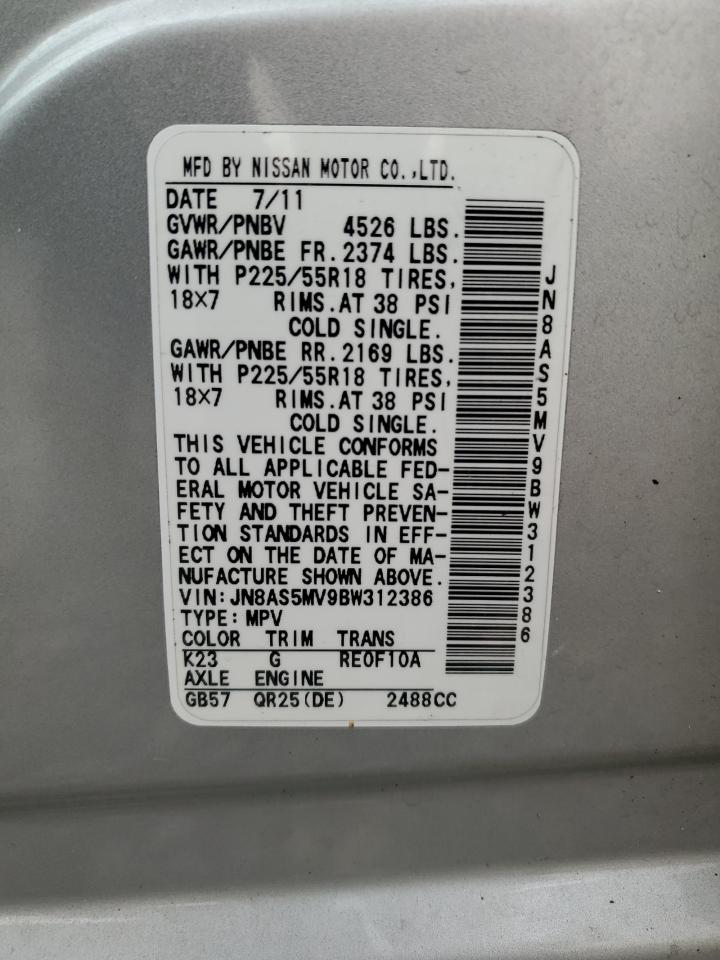 MFD BY NISSAN MOTOR CO.,LTD.
DATE 7/11
GVWR/PNBV 4526 LBS.
GAWR/PNBE FR.2374 LBS.
WITH P225/55R18 TIRES,
18×7 RIMS.AT 38 PSI
COLD SINGLE.
GAWR/PNBE RR.2169 LBS.
WITH P225/55R18 TIRES,
18×7 RIMS.AT 38 PSI
COLD SINGLE.
THIS VEHICLE CONFORMS
TO ALL APPLICABLE FED-
ERAL MOTOR VEHICLE SA-
FETY AND THEFT PREVEN-
TION STANDARDS IN EFF-
ECT ON THE DATE OF MA-
NUFACTURE SHOWN ABOVE.
VIN:JN8AS5MV9BW312386
TYPE:MPV
COLOR TRIM TRANS
K23 G RE0F10A
AXLE ENGINE
GB57 QR25(DE) 2488CC
JN8AS5MV9BW312386